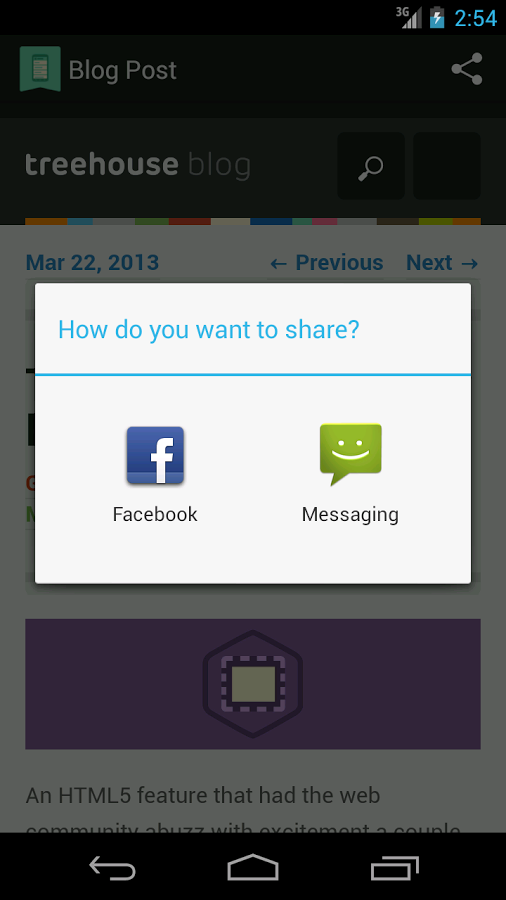 3G 2:54
Blog Post
treehouse blog
Mar 22, 2013 ← Previous Next →
How do you want to share?
Facebook Messaging
An HTML5 feature that had the web
community abuzz with excitement a couple